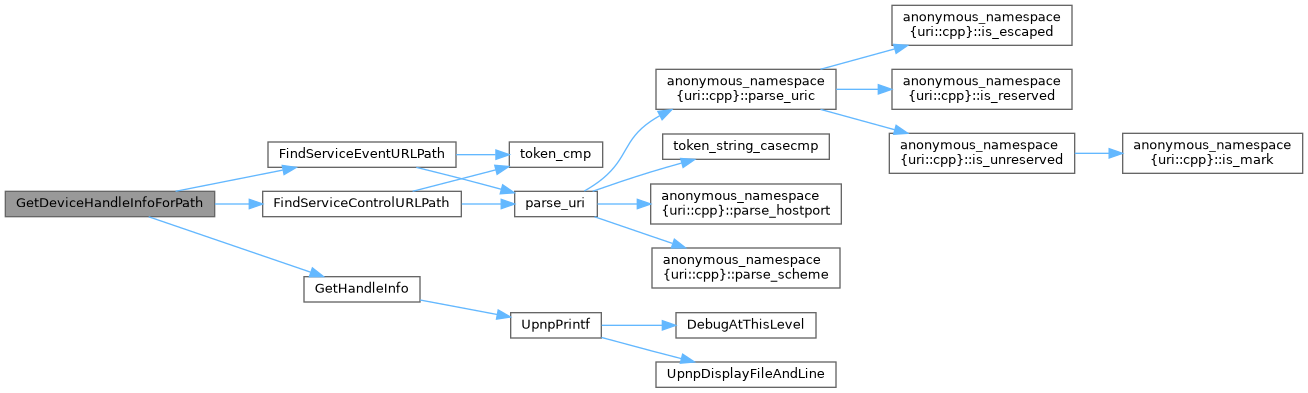 GetDeviceHandleInfoForPath
FindServiceEventURLPath
FindServiceControlURLPath
GetHandleInfo
token_cmp
parse_uri
UpnpPrintf
anonymous_namespace
{uri::cpp}::parse_uric
token_string_casecmp
anonymous_namespace
{uri::cpp}::parse_hostport
anonymous_namespace
{uri::cpp}::parse_scheme
DebugAtThisLevel
UpnpDisplayFileAndLine
anonymous_namespace
{uri::cpp}::is_escaped
anonymous_namespace
{uri::cpp}::is_reserved
anonymous_namespace
{uri::cpp}::is_unreserved
anonymous_namespace
{uri::cpp}::is_mark